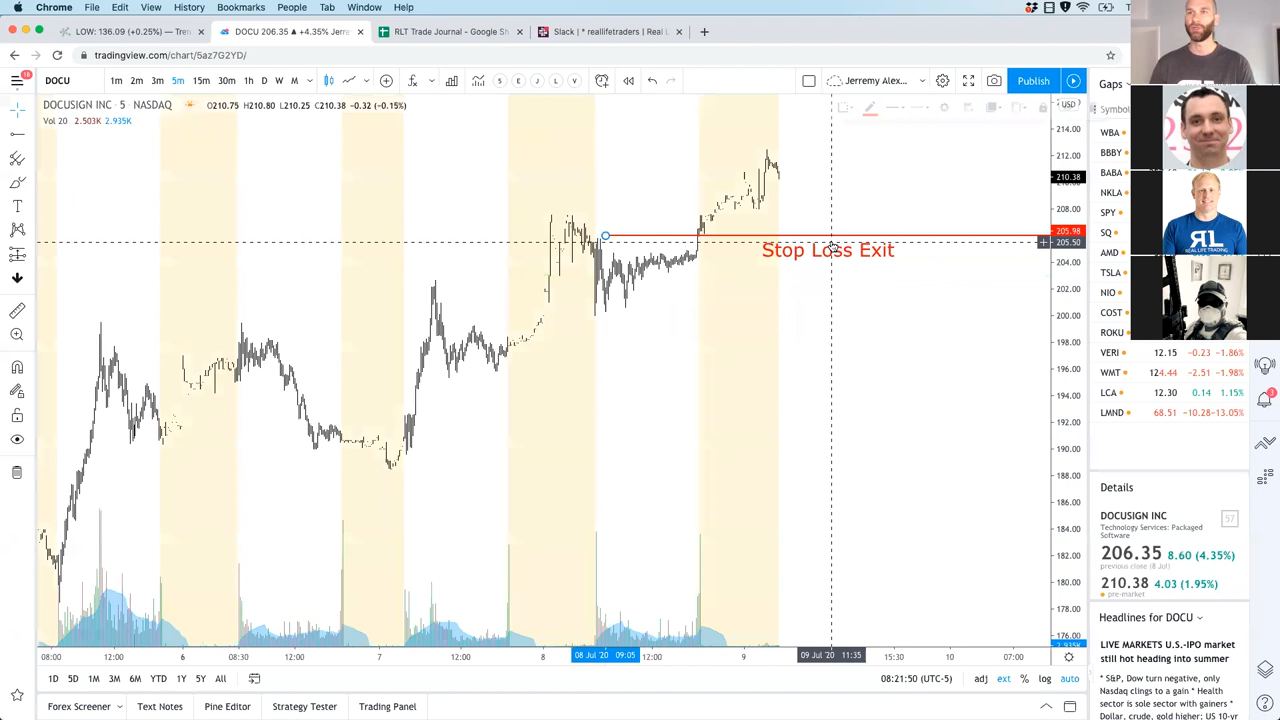 Chrome File Edit View History Bookmarks People Tab Window Help
LOW: 136.09 (+0.25%) — Tren
DOCU 206.35 ▲ +4.35% Jerra
RLT Trade Journal - Google Sh
Slack | * reallifetraders | Real L
tradingview.com/chart/5az7G2YD/
18
DOCU 1m 2m 3m 5m 15m 30m 1h D W M Jerremy Alex... Publish
DOCUSIGN INC · 5 · NASDAQ O210.75 H210.80 L210.25 C210.38 −0.32 (−0.15%)
Vol 20 2.503K 2.935K
USD
214.00
212.00
210.38
208.00
205.98
205.50
204.00
202.00
200.00
198.00
196.00
194.00
192.00
190.00
188.00
186.00
184.00
182.00
180.00
178.00
176.00
2.935K
Stop Loss Exit
08:00 12:00 6 08:30 12:00 7 12:00 8 08 Jul '20 09:05 12:00 9 09 Jul '20 11:35 15:30 10 07:00
1D 5D 1M 3M 6M YTD 1Y 5Y All
08:21:50 (UTC-5) adj ext % log auto
Forex Screener Text Notes Pine Editor Strategy Tester Trading Panel
Gaps
Symbol
WBA
BBBY
BABA
NKLA
SPY
SQ
AMD
TSLA
NIO
COST
ROKU
VERI 12.15 −0.23 −1.86%
WMT 124.44 −2.51 −1.98%
LCA 12.30 0.14 1.15%
LMND 68.51 −10.28 −13.05%
RL
REAL LIFE TRADING
3
Details
DOCUSIGN INC 57
Technology Services: Packaged
Software
206.35 8.60 (4.35%)
previous close (8 Jul)
210.38 4.03 (1.95%)
pre-market
Headlines for DOCU
LIVE MARKETS U.S.-IPO market
still hot heading into summer
* S&P, Dow turn negative, only
Nasdaq clings to a gain * Health
sector is sole sector with gainers *
Dollar, crude, gold higher; US 10-yr